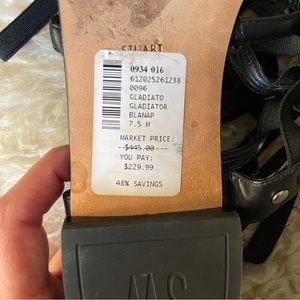 STUART
0934 016
612025261238
0096
GLADIATO
GLADIATOR
BLANAP
7.5 M
MARKET PRICE:
$445.00
YOU PAY:
$229.99
48% SAVINGS
SW